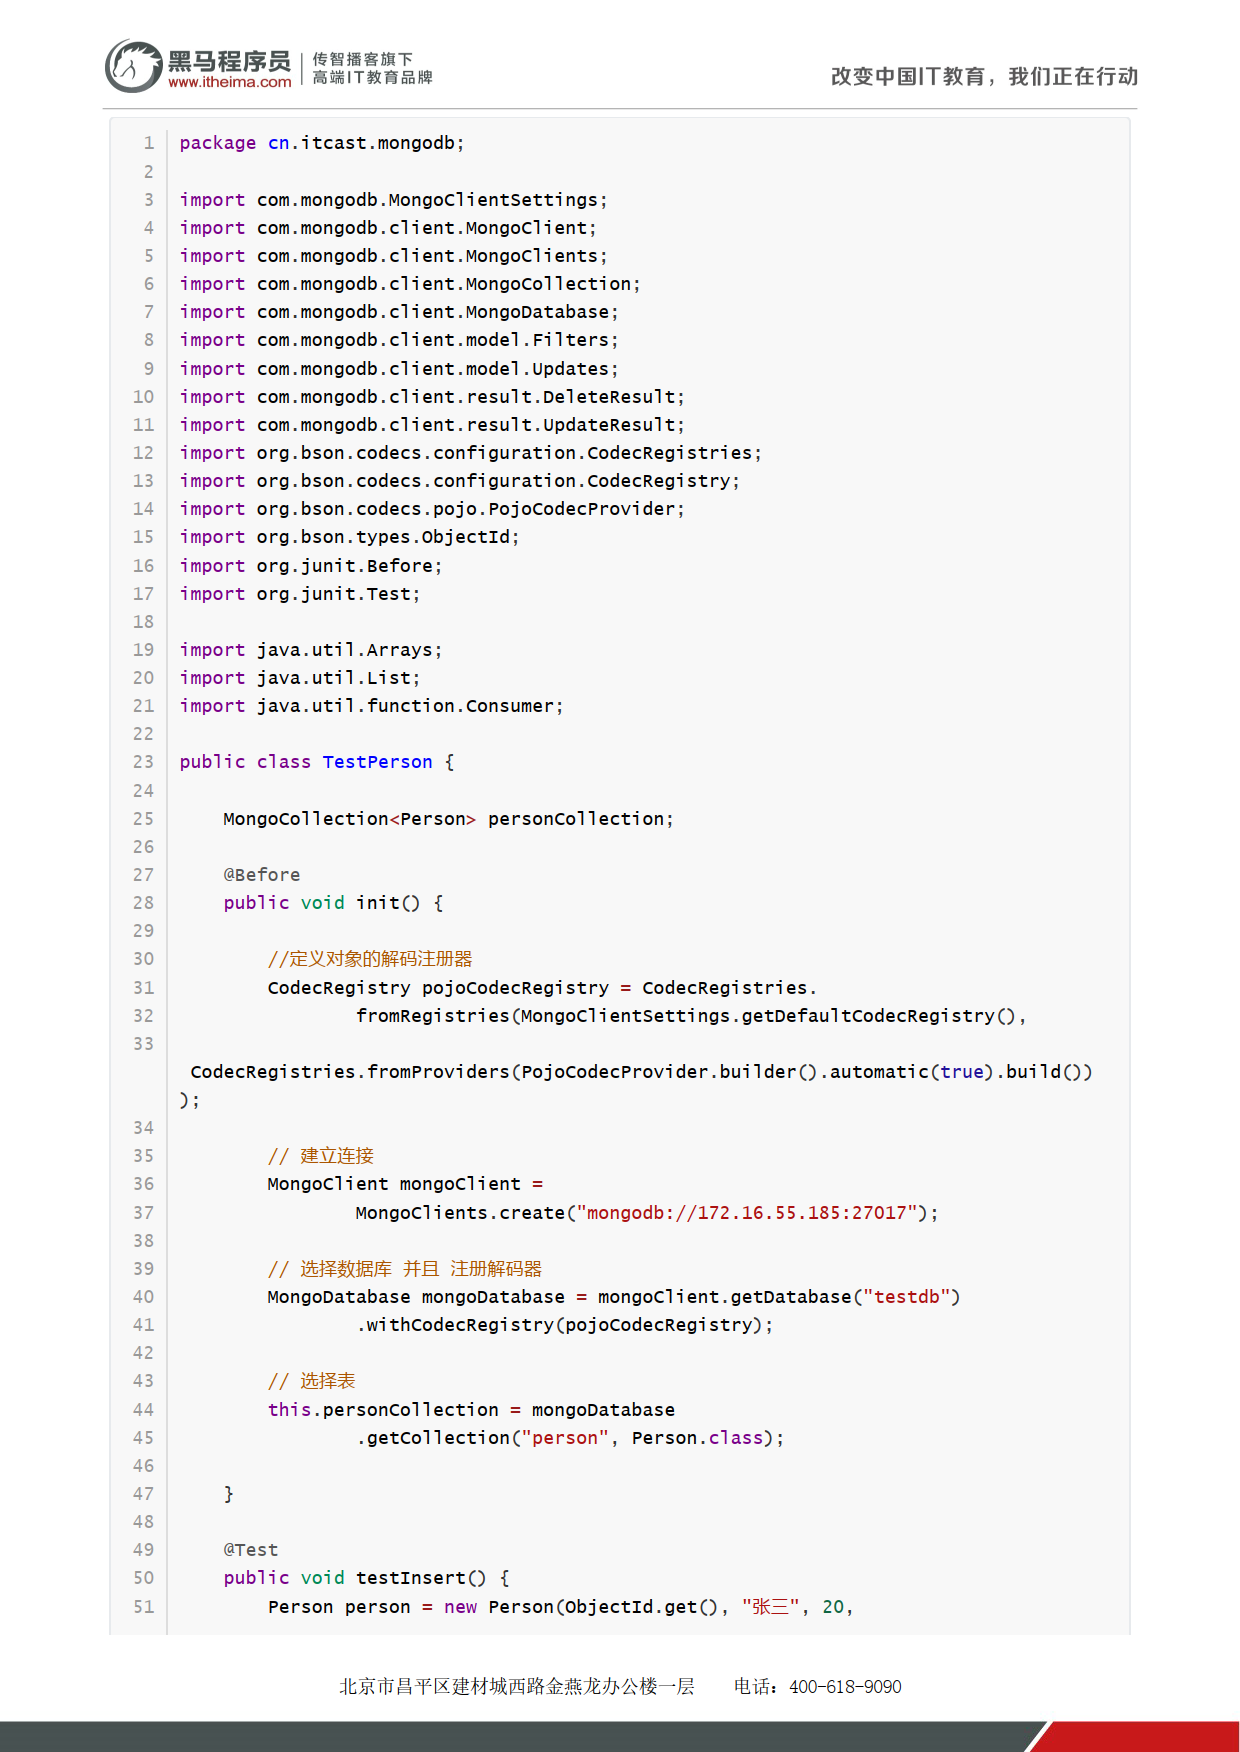 黑马程序员
www.itheima.com
传智播客旗下
高端IT教育品牌
改变中国IT教育，我们正在行动
1 package cn.itcast.mongodb;
2
3 import com.mongodb.MongoClientSettings;
4 import com.mongodb.client.MongoClient;
5 import com.mongodb.client.MongoClients;
6 import com.mongodb.client.MongoCollection;
7 import com.mongodb.client.MongoDatabase;
8 import com.mongodb.client.model.Filters;
9 import com.mongodb.client.model.Updates;
10 import com.mongodb.client.result.DeleteResult;
11 import com.mongodb.client.result.UpdateResult;
12 import org.bson.codecs.configuration.CodecRegistries;
13 import org.bson.codecs.configuration.CodecRegistry;
14 import org.bson.codecs.pojo.PojoCodecProvider;
15 import org.bson.types.ObjectId;
16 import org.junit.Before;
17 import org.junit.Test;
18
19 import java.util.Arrays;
20 import java.util.List;
21 import java.util.function.Consumer;
22
23 public class TestPerson {
24
25     MongoCollection<Person> personCollection;
26
27     @Before
28     public void init() {
29
30         //定义对象的解码注册器
31         CodecRegistry pojoCodecRegistry = CodecRegistries.
32                 fromRegistries(MongoClientSettings.getDefaultCodecRegistry(),
33
CodecRegistries.fromProviders(PojoCodecProvider.builder().automatic(true).build())
);
34
35         // 建立连接
36         MongoClient mongoClient =
37                 MongoClients.create("mongodb://172.16.55.185:27017");
38
39         // 选择数据库 并且 注册解码器
40         MongoDatabase mongoDatabase = mongoClient.getDatabase("testdb")
41                 .withCodecRegistry(pojoCodecRegistry);
42
43         // 选择表
44         this.personCollection = mongoDatabase
45                 .getCollection("person", Person.class);
46
47     }
48
49     @Test
50     public void testInsert() {
51         Person person = new Person(ObjectId.get(), "张三", 20,
北京市昌平区建材城西路金燕龙办公楼一层 电话：400-618-9090